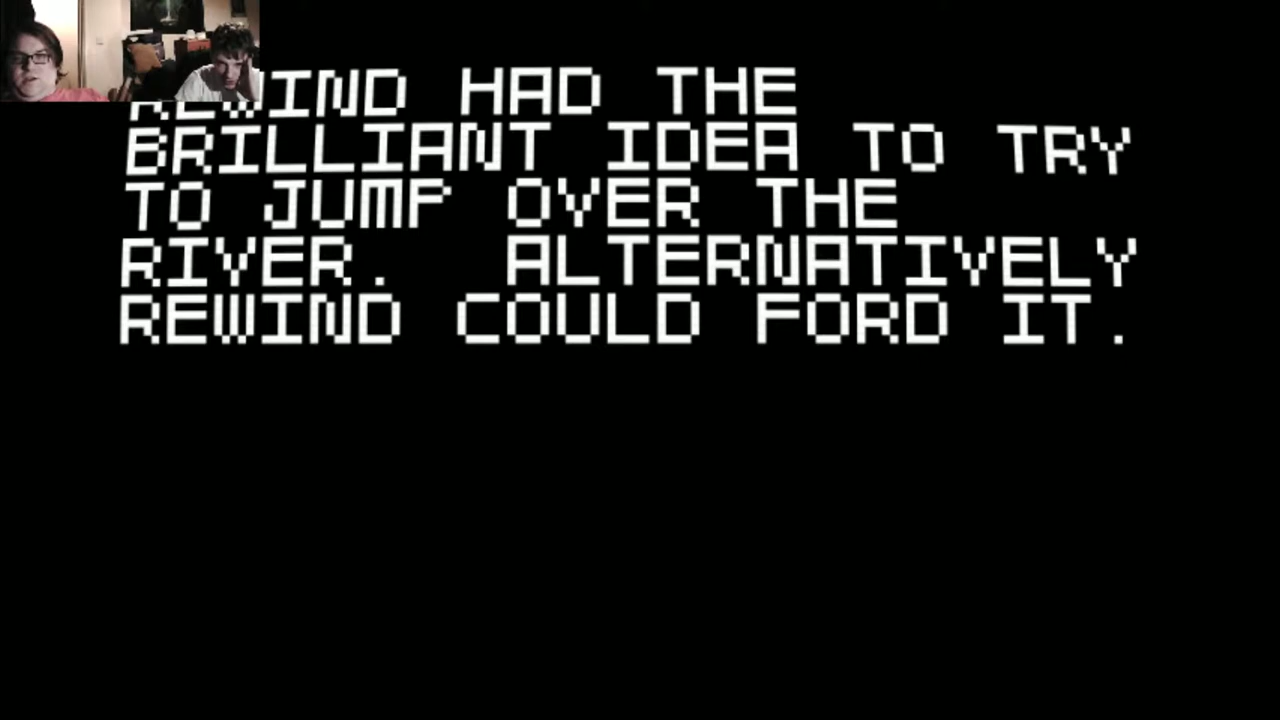 REWIND HAD THE
BRILLIANT IDEA TO TRY
TO JUMP OVER THE
RIVER. ALTERNATIVELY
REWIND COULD FORD IT.